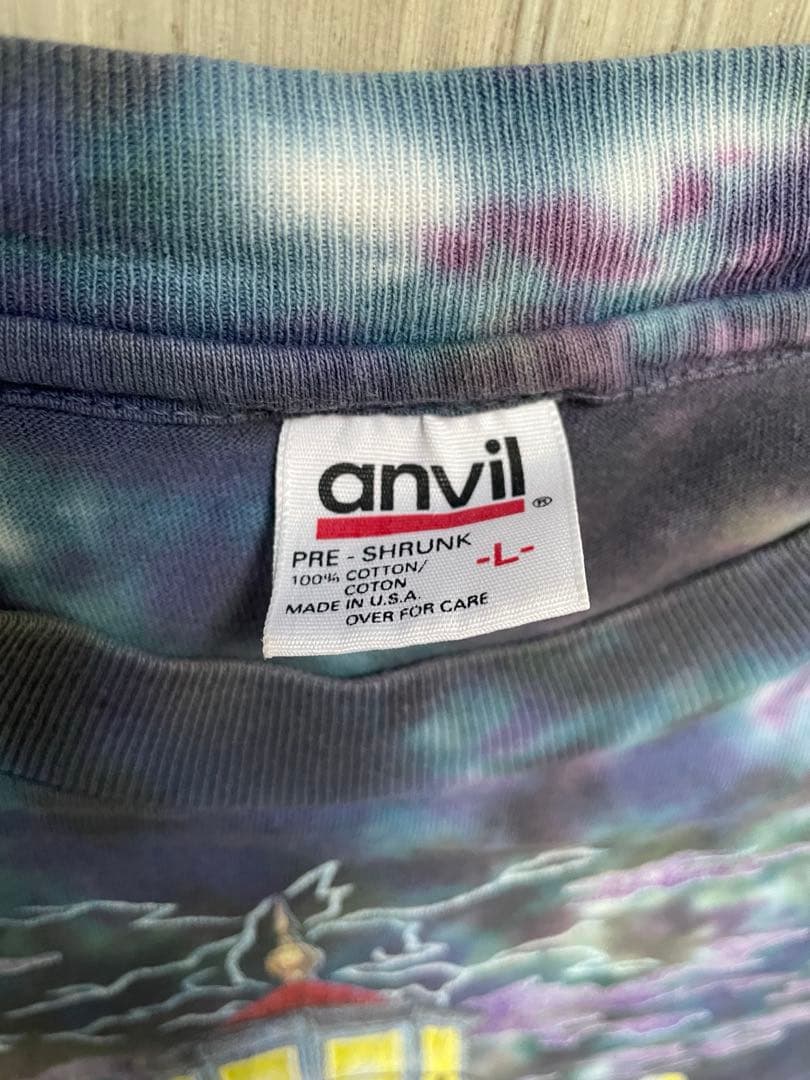 anvil ®
PRE - SHRUNK -L-
100% COTTON/
COTON
MADE IN U.S.A.
OVER FOR CARE